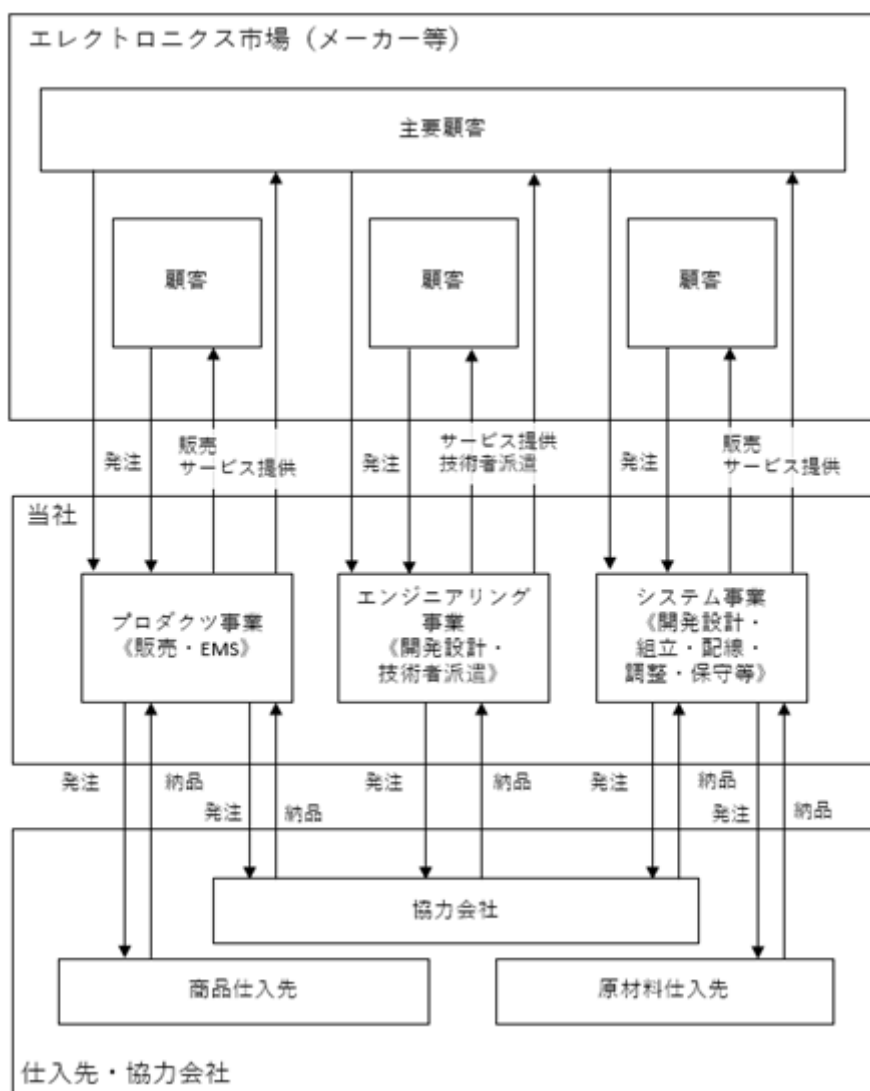 エレクトロニクス市場（メーカー等）
主要顧客
顧客
顧客
顧客
発注
販売
サービス提供
発注
サービス提供
技術者派遣
発注
販売
サービス提供
当社
プロダクツ事業
《販売・EMS》
エンジニアリング
事業
《開発設計・
技術者派遣》
システム事業
《開発設計・
組立・配線・
調整・保守等》
発注
納品
発注
納品
発注
納品
発注
納品
発注
納品
協力会社
商品仕入先
原材料仕入先
仕入先・協力会社